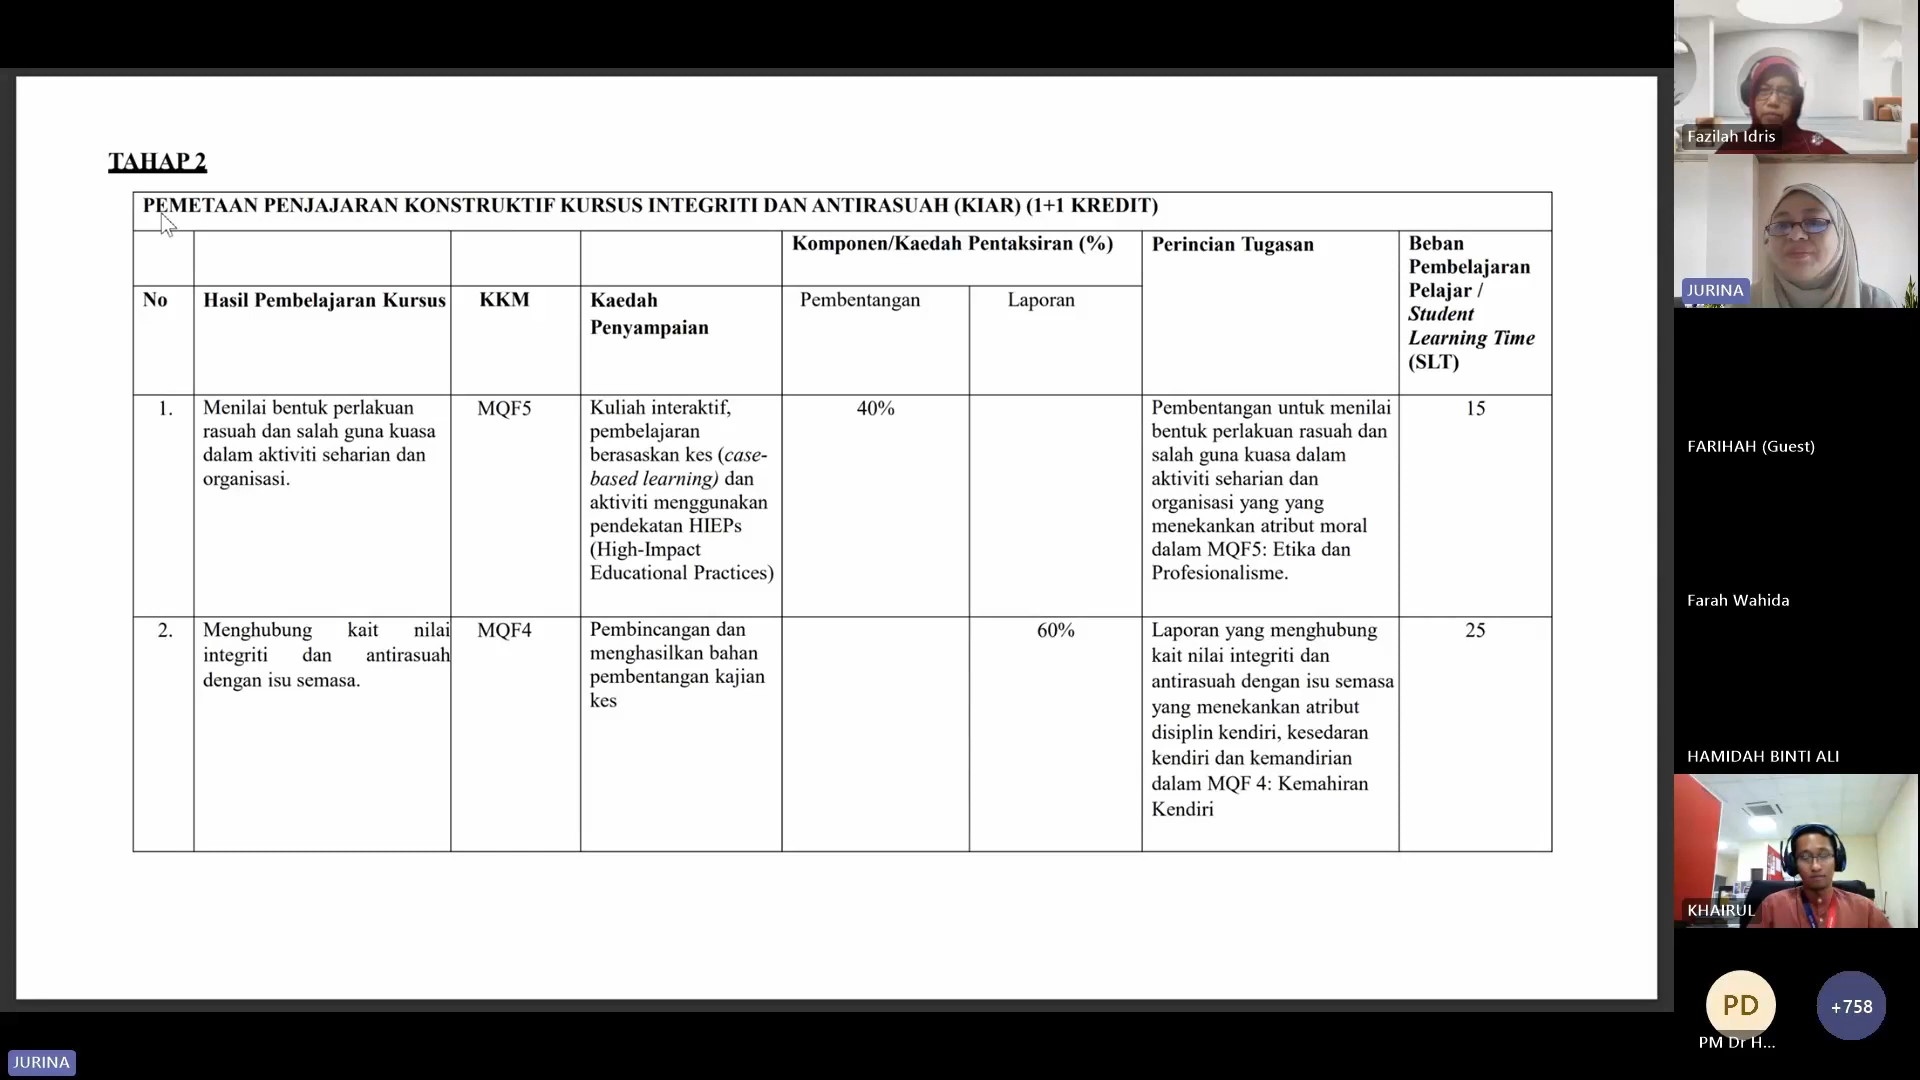 TAHAP 2
PEMETAAN PENJAJARAN KONSTRUKTIF KURSUS INTEGRITI DAN ANTIRASUAH (KIAR) (1+1 KREDIT)
Komponen/Kaedah Pentaksiran (%)
Perincian Tugasan
Beban
Pembelajaran
Pelajar /
Student
Learning Time
(SLT)
No
Hasil Pembelajaran Kursus
KKM
Kaedah
Penyampaian
Pembentangan
Laporan
1.
Menilai bentuk perlakuan
rasuah dan salah guna kuasa
dalam aktiviti seharian dan
organisasi.
MQF5
Kuliah interaktif,
pembelajaran
berasaskan kes (case-
based learning) dan
aktiviti menggunakan
pendekatan HIEPs
(High-Impact
Educational Practices)
40%
Pembentangan untuk menilai
bentuk perlakuan rasuah dan
salah guna kuasa dalam
aktiviti seharian dan
organisasi yang yang
menekankan atribut moral
dalam MQF5: Etika dan
Profesionalisme.
15
2.
Menghubung kait nilai
integriti dan antirasuah
dengan isu semasa.
MQF4
Pembincangan dan
menghasilkan bahan
pembentangan kajian
kes
60%
Laporan yang menghubung
kait nilai integriti dan
antirasuah dengan isu semasa
yang menekankan atribut
disiplin kendiri, kesedaran
kendiri dan kemandirian
dalam MQF 4: Kemahiran
Kendiri
25
Fazilah Idris
JURINA
FARIHAH (Guest)
Farah Wahida
HAMIDAH BINTI ALI
KHAIRUL
PD
+758
PM Dr H...
JURINA